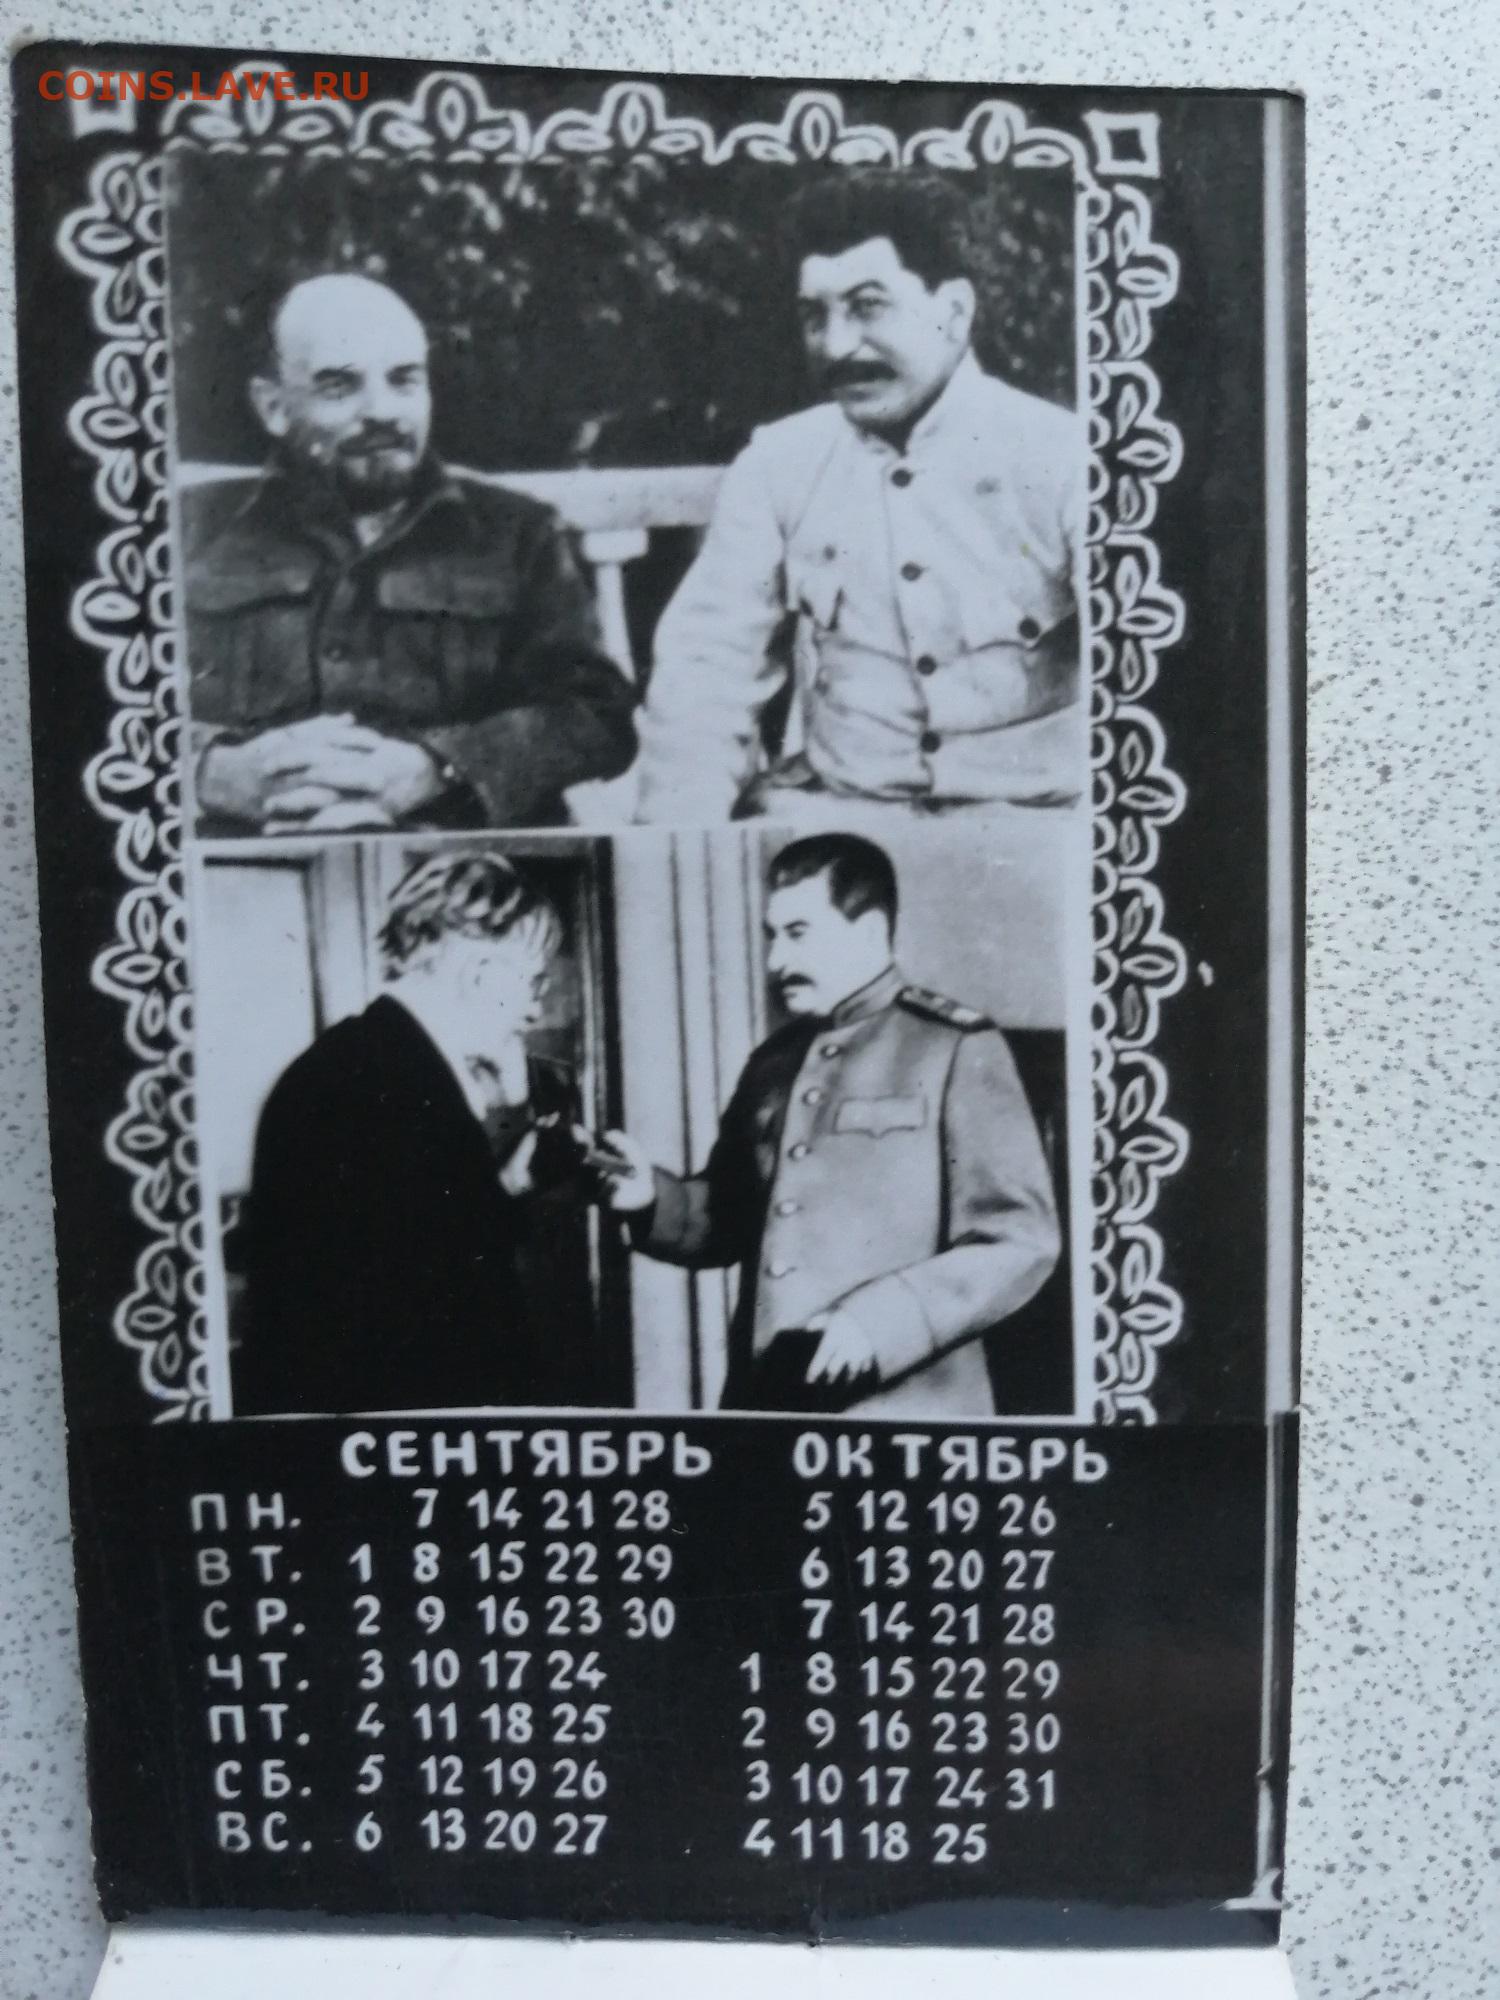 COINS.LAVE.RU
СЕНТЯБРЬ ОКТЯБРЬ
ПН. 7 14 21 28 5 12 19 26
ВТ. 1 8 15 22 29 6 13 20 27
СР. 2 9 16 23 30 7 14 21 28
ЧТ. 3 10 17 24 1 8 15 22 29
ПТ. 4 11 18 25 2 9 16 23 30
СБ. 5 12 19 26 3 10 17 24 31
ВС. 6 13 20 27 4 11 18 25